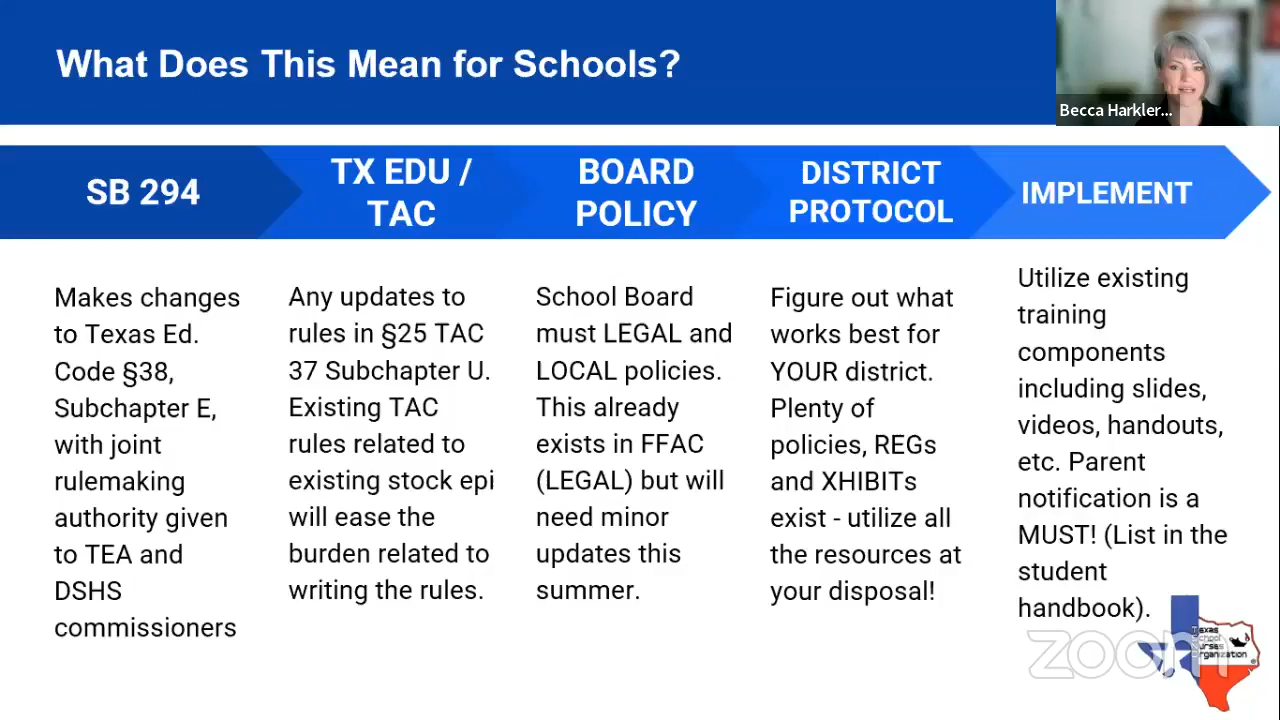 What Does This Mean for Schools?
Becca Harkler...
SB 294
TX EDU /
TAC
BOARD
POLICY
DISTRICT
PROTOCOL
IMPLEMENT
Makes changes
to Texas Ed.
Code §38,
Subchapter E,
with joint
rulemaking
authority given
to TEA and
DSHS
commissioners
Any updates to
rules in §25 TAC
37 Subchapter U.
Existing TAC
rules related to
existing stock epi
will ease the
burden related to
writing the rules.
School Board
must LEGAL and
LOCAL policies.
This already
exists in FFAC
(LEGAL) but will
need minor
updates this
summer.
Figure out what
works best for
YOUR district.
Plenty of
policies, REGs
and XHIBITs
exist - utilize all
the resources at
your disposal!
Utilize existing
training
components
including slides,
videos, handouts,
etc. Parent
notification is a
MUST! (List in the
student
handbook).
zoom
Texas
School
Nurses
Organization